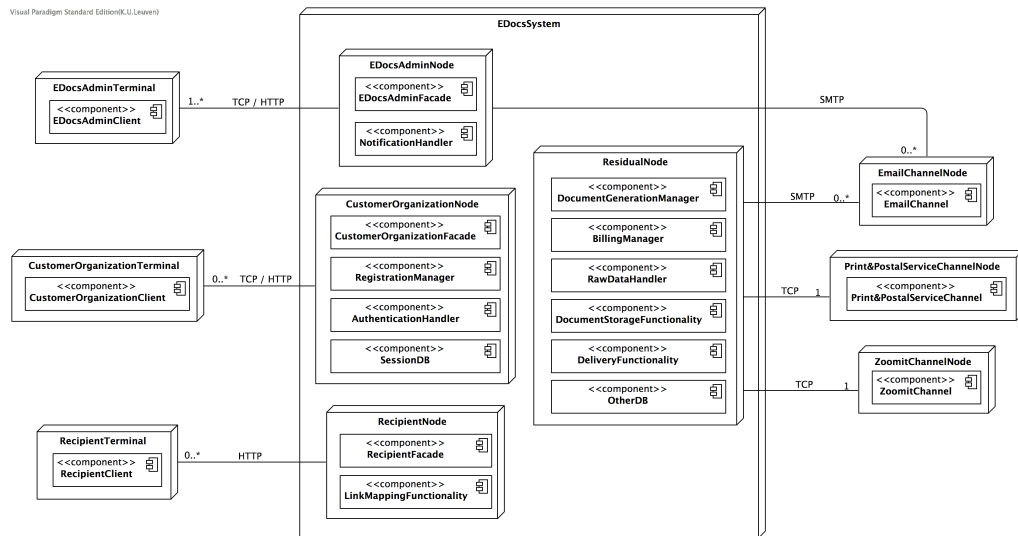 Visual Paradigm Standard Edition(K.U.Leuven)
EDocsSystem
EDocsAdminTerminal
<<component>>
EDocsAdminClient
1..*
TCP / HTTP
EDocsAdminNode
<<component>>
EDocsAdminFacade
<<component>>
NotificationHandler
SMTP
0..*
EmailChannelNode
<<component>>
EmailChannel
ResidualNode
<<component>>
DocumentGenerationManager
<<component>>
BillingManager
<<component>>
RawDataHandler
<<component>>
DocumentStorageFunctionality
<<component>>
DeliveryFunctionality
<<component>>
OtherDB
SMTP
0..*
CustomerOrganizationTerminal
<<component>>
CustomerOrganizationClient
0..*
TCP / HTTP
CustomerOrganizationNode
<<component>>
CustomerOrganizationFacade
<<component>>
RegistrationManager
<<component>>
AuthenticationHandler
<<component>>
SessionDB
TCP
1
Print&PostalServiceChannelNode
<<component>>
Print&PostalServiceChannel
TCP
1
ZoomitChannelNode
<<component>>
ZoomitChannel
RecipientTerminal
<<component>>
RecipientClient
0..*
HTTP
RecipientNode
<<component>>
RecipientFacade
<<component>>
LinkMappingFunctionality